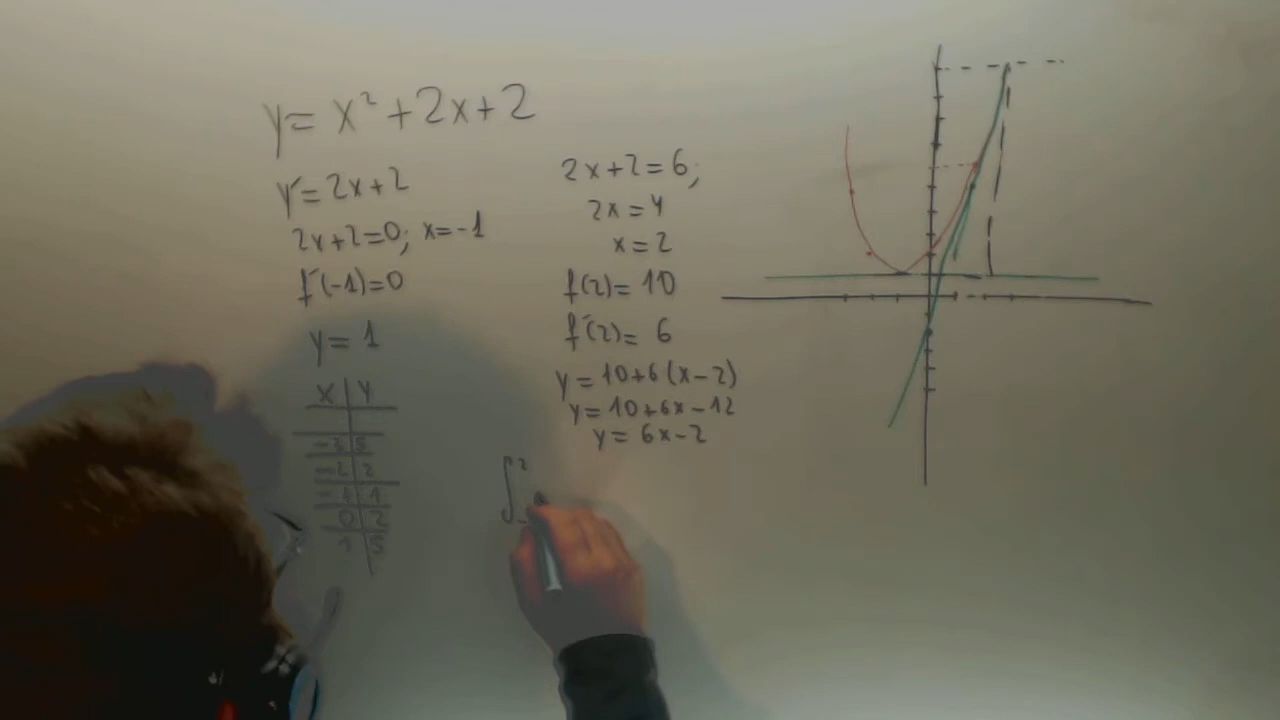 y = x² + 2x + 2
y' = 2x + 2
2x + 2 = 0; x = -1
f'(-1) = 0
y = 1
x | y
-3 | 5
-2 | 2
-1 | 1
0 | 2
5
2x + 2 = 6;
2x = 4
x = 2
f(2) = 10
f'(2) = 6
y = 10 + 6(x - 2)
y = 10 + 6x - 12
y = 6x - 2
∫²